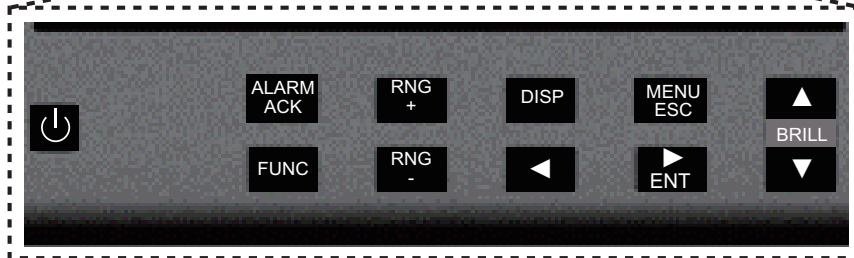 ALARM
ACK
RNG
+
DISP
MENU
ESC
▲
BRILL
FUNC
RNG
-
◀
▶
ENT
▼